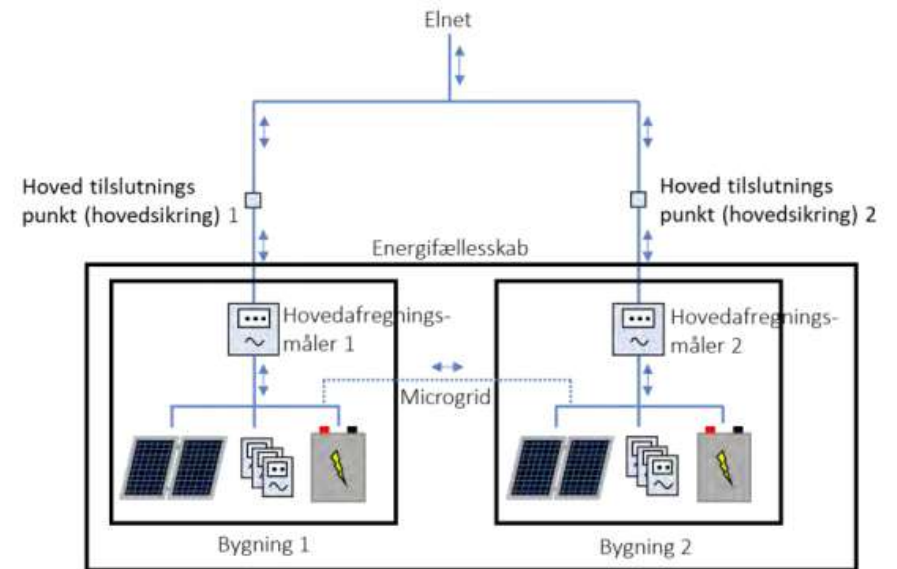 Elnet
Hoved tilslutnings
punkt (hovedsikring) 1
Hoved tilslutnings
punkt (hovedsikring) 2
Energifællesskab
Hovedafregnings-
måler 1
Hovedafregnings-
måler 2
Microgrid
Bygning 1
Bygning 2